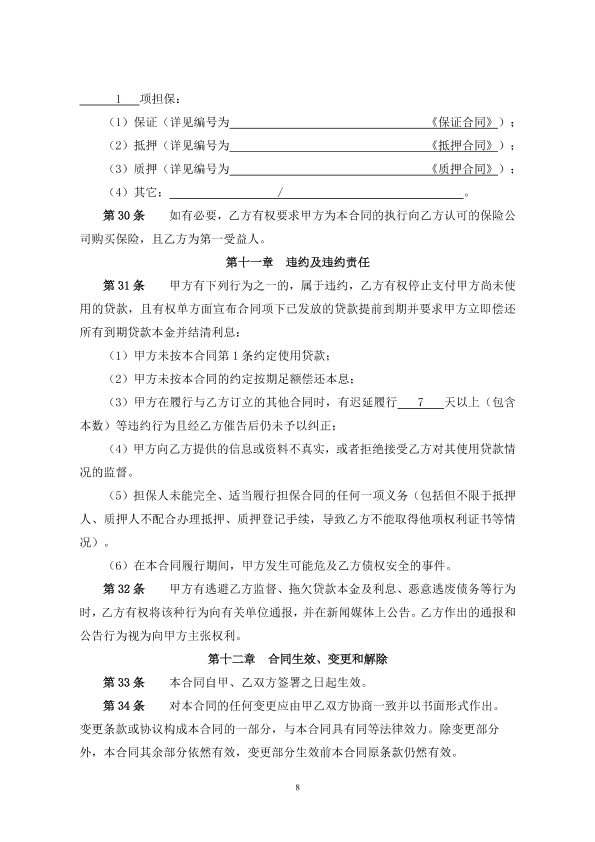 1 项担保:
(1)保证(详见编号为 《保证合同》);
(2)抵押(详见编号为 《抵押合同》);
(3)质押(详见编号为 《质押合同》);
(4)其它: / 。
第 30 条 如有必要,乙方有权要求甲方为本合同的执行向乙方认可的保险公
司购买保险,且乙方为第一受益人。
第十一章 违约及违约责任
第 31 条 甲方有下列行为之一的,属于违约,乙方有权停止支付甲方尚未使
用的贷款,且有权单方面宣布合同项下已发放的贷款提前到期并要求甲方立即偿还
所有到期贷款本金并结清利息:
(1)甲方未按本合同第 1 条约定使用贷款;
(2)甲方未按本合同的约定按期足额偿还本息;
(3)甲方在履行与乙方订立的其他合同时,有迟延履行 7 天以上(包含
本数)等违约行为且经乙方催告后仍未予以纠正;
(4)甲方向乙方提供的信息或资料不真实,或者拒绝接受乙方对其使用贷款情
况的监督。
(5)担保人未能完全、适当履行担保合同的任何一项义务(包括但不限于抵押
人、质押人不配合办理抵押、质押登记手续,导致乙方不能取得他项权利证书等情
况)。
(6)在本合同履行期间,甲方发生可能危及乙方债权安全的事件。
第 32 条 甲方有逃避乙方监督、拖欠贷款本金及利息、恶意逃废债务等行为
时,乙方有权将该种行为向有关单位通报,并在新闻媒体上公告。乙方作出的通报和
公告行为视为向甲方主张权利。
第十二章 合同生效、变更和解除
第 33 条 本合同自甲、乙双方签署之日起生效。
第 34 条 对本合同的任何变更应由甲乙双方协商一致并以书面形式作出。
变更条款或协议构成本合同的一部分,与本合同具有同等法律效力。除变更部分
外,本合同其余部分依然有效,变更部分生效前本合同原条款仍然有效。
8